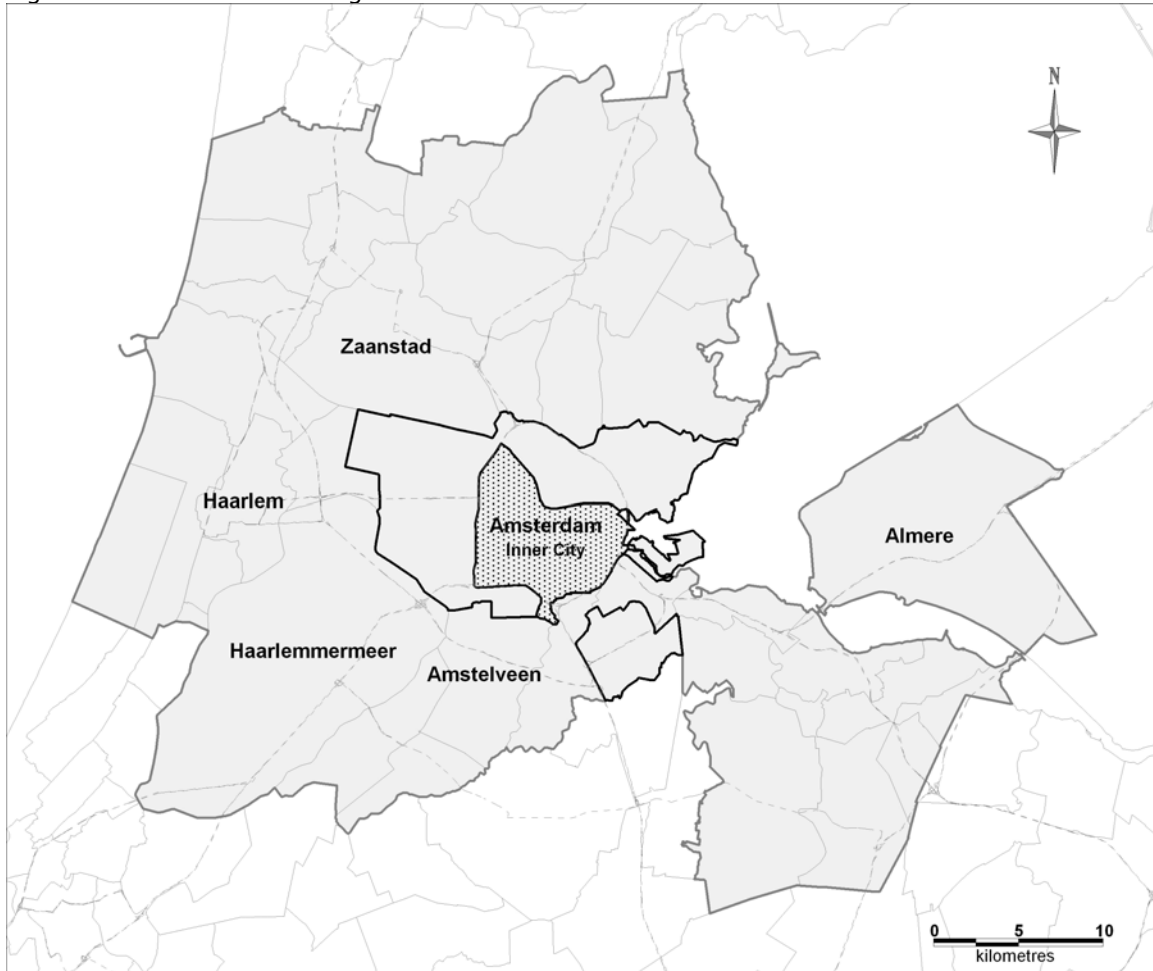 N
Zaanstad
Haarlem
Amsterdam
Inner City
Almere
Haarlemmermeer
Amstelveen
0 5 10
kilometres